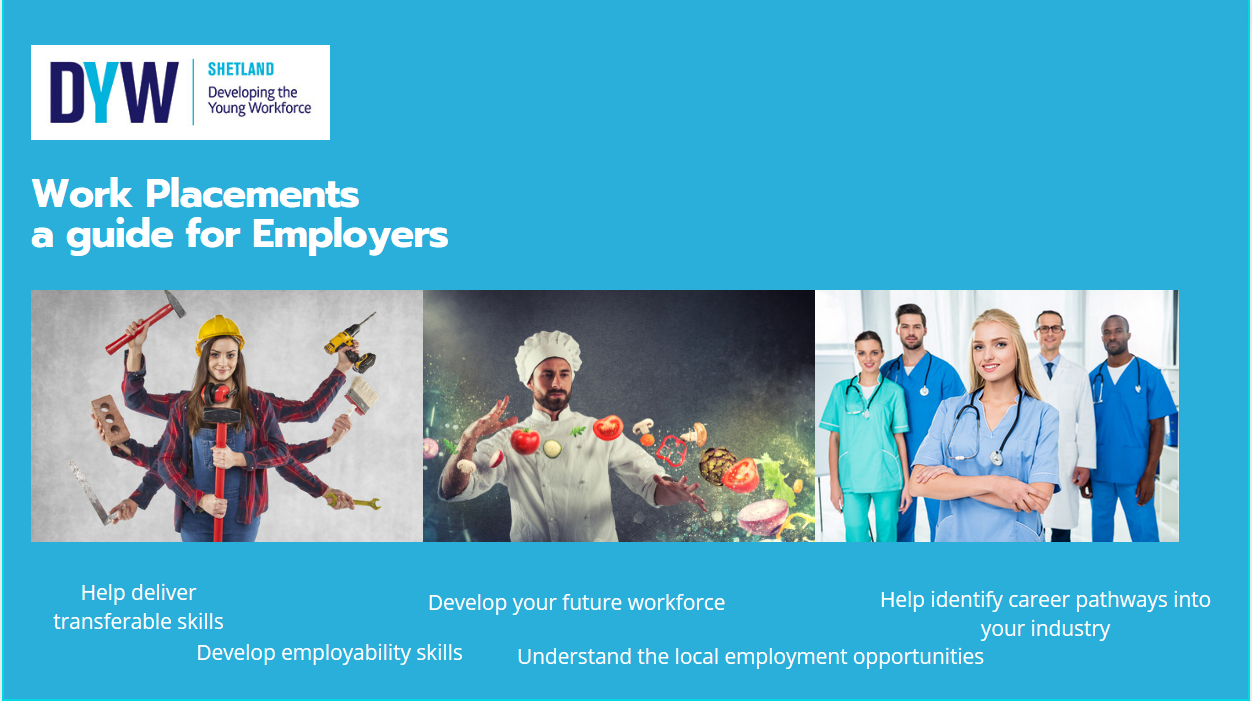 DYW
SHETLAND
Developing the
Young Workforce
Work Placements
a guide for Employers
Help deliver
transferable skills
Develop employability skills
Develop your future workforce
Understand the local employment opportunities
Help identify career pathways into
your industry